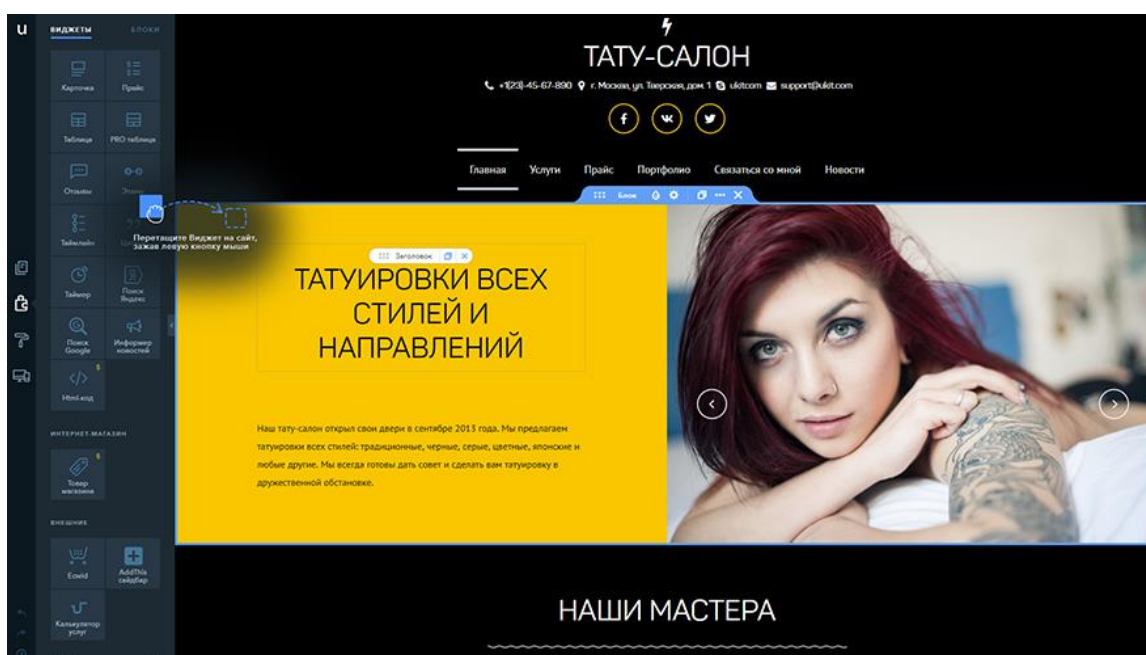 u
ВИДЖЕТЫ БЛОКИ
Карточка Прайс
Таблица PRO таблица
Отзывы Этапы
Таймлайн
Перетащите Виджет на сайт,
зажав левую кнопку мыши
Таймер Поиск
Яндекс
Поиск
Google
Информер
новостей
Html-код $
ИНТЕРНЕТ-МАГАЗИН
Товар
магазина $
ВНЕШНИЕ
Ecwid
AddThis
сайдбар
Калькулятор
услуг
ТАТУ-САЛОН
+1(23)-45-67-890 г. Москва, ул. Тверская, дом 1 ukitcom support@ukit.com
Главная Услуги Прайс Портфолио Связаться со мной Новости
Блок
Заголовок
ТАТУИРОВКИ ВСЕХ
СТИЛЕЙ И
НАПРАВЛЕНИЙ
Наш тату-салон открыл свои двери в сентябре 2013 года. Мы предлагаем
татуировки всех стилей: традиционные, черные, серые, цветные, японские и
любые другие. Мы всегда готовы дать совет и сделать вам татуировку в
дружественной обстановке.
НАШИ МАСТЕРА